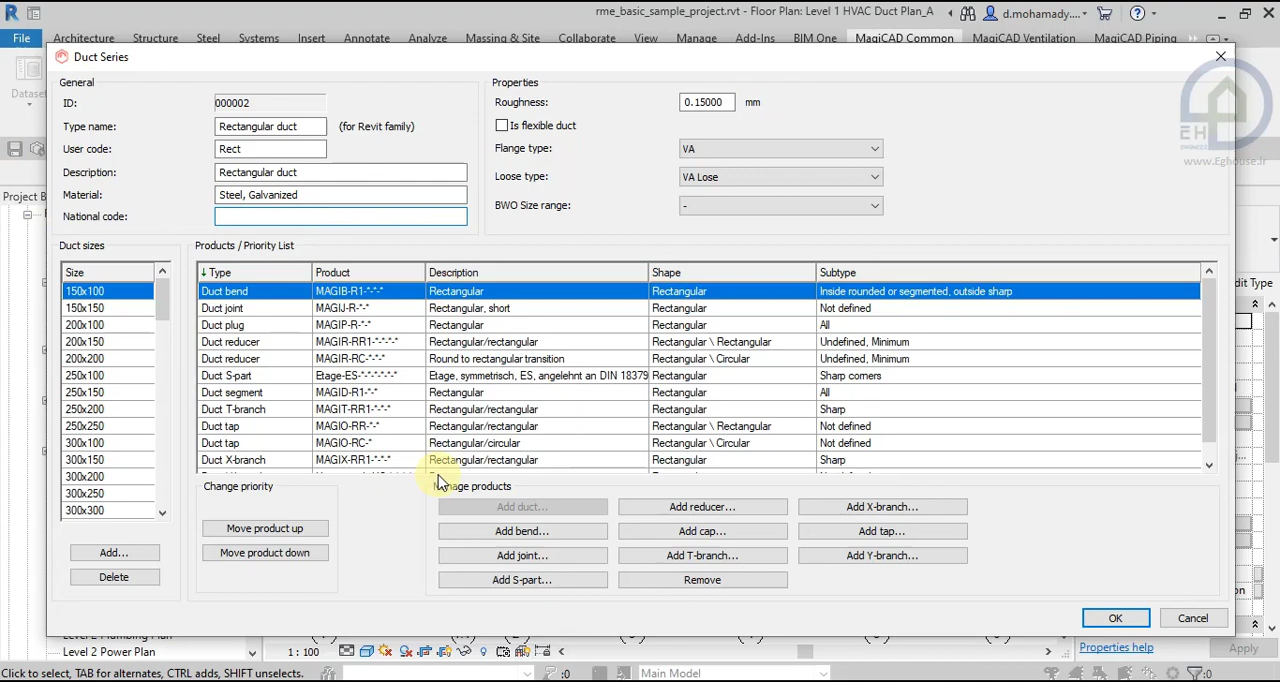 rme_basic_sample_project.rvt - Floor Plan: Level 1 HVAC Duct Plan_A
d.mohamady....
File Architecture Structure Steel Systems Insert Annotate Analyze Massing & Site Collaborate View Manage Add-Ins BIM One MagiCAD Common MagiCAD Ventilation MagiCAD Piping
Duct Series
General
ID: 000002
Type name: Rectangular duct (for Revit family)
User code: Rect
Description: Rectangular duct
Material: Steel, Galvanized
National code:
Properties
Roughness: 0.15000 mm
Is flexible duct
Flange type: VA
Loose type: VA Lose
BWO Size range: -
EH
www.Eghouse.ir
Dataset
Project B
dit Type
Duct sizes
Size
150x100
150x150
200x100
200x150
200x200
250x100
250x150
250x200
250x250
300x100
300x150
300x200
300x250
300x300
Add...
Delete
Products / Priority List
↓ Type Product Description Shape Subtype
Duct bend MAGIB-R1-*-*-* Rectangular Rectangular Inside rounded or segmented, outside sharp
Duct joint MAGIJ-R-*-* Rectangular, short Rectangular Not defined
Duct plug MAGIP-R-*-* Rectangular Rectangular All
Duct reducer MAGIR-RR1-*-*-*-* Rectangular/rectangular Rectangular \ Rectangular Undefined, Minimum
Duct reducer MAGIR-RC-*-*-* Round to rectangular transition Rectangular \ Circular Undefined, Minimum
Duct S-part Etage-ES-*-*-*-*-*-* Etage, symmetrisch, ES, angelehnt an DIN 18379 Rectangular Sharp corners
Duct segment MAGID-R1-*-* Rectangular Rectangular All
Duct T-branch MAGIT-RR1-*-*-* Rectangular/rectangular Rectangular Sharp
Duct tap MAGIO-RR-*-* Rectangular/rectangular Rectangular \ Rectangular Not defined
Duct tap MAGIO-RC-* Rectangular/circular Rectangular \ Circular Not defined
Duct X-branch MAGIX-RR1-*-*-* Rectangular/rectangular Rectangular Sharp
Change priority
Move product up
Move product down
Manage products
Add duct... Add reducer... Add X-branch...
Add bend... Add cap... Add tap...
Add joint... Add T-branch... Add Y-branch...
Add S-part... Remove
OK Cancel
Level 2 Plumbing Plan
Level 2 Power Plan
1 : 100
Properties help
Apply
Click to select, TAB for alternates, CTRL adds, SHIFT unselects.
:0
Main Model
:0